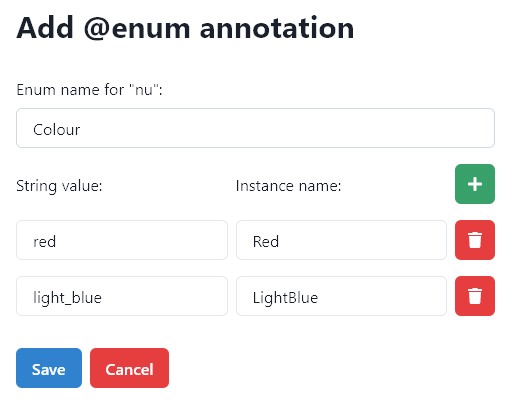 Add @enum annotation
Enum name for "nu":
Colour
String value: Instance name:
red Red
light_blue LightBlue
Save Cancel